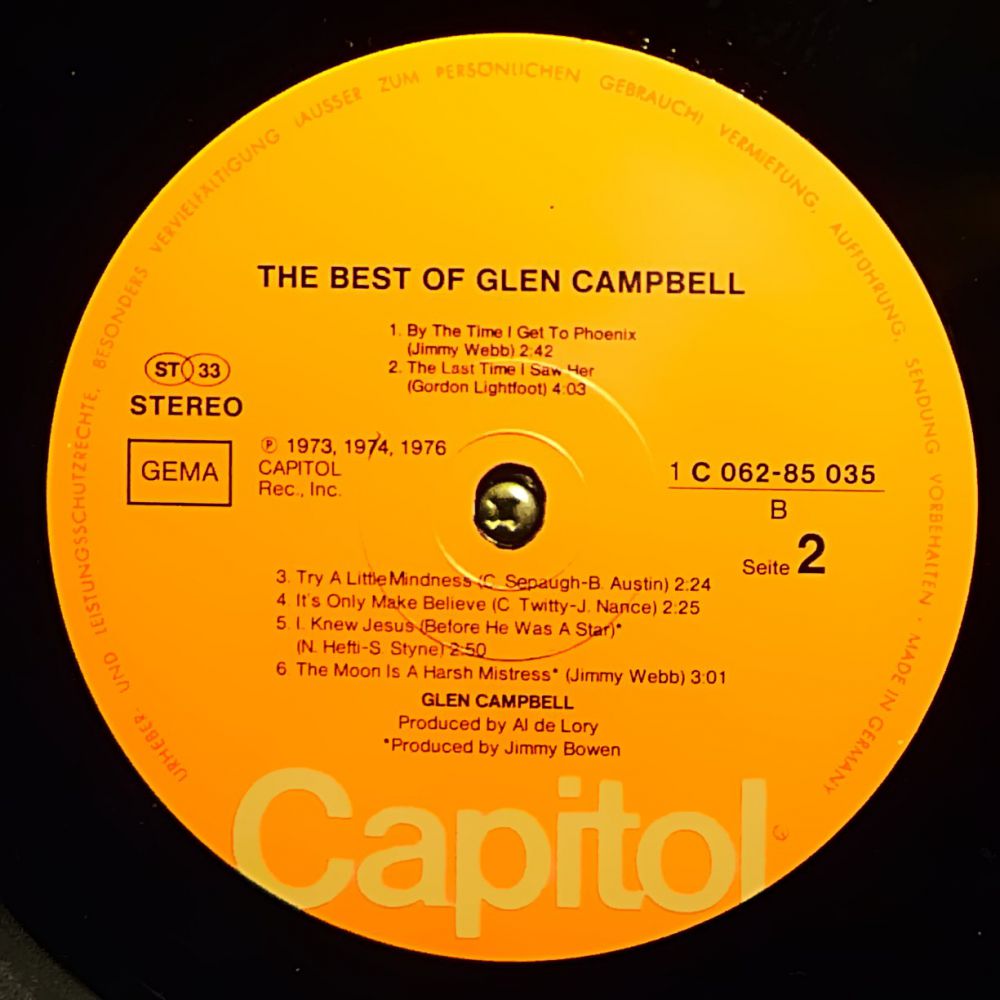 URHEBER- UND LEISTUNGSSCHUTZRECHTE, BESONDERS VERVIELFÄLTIGUNG (AUSSER ZUM PERSÖNLICHEN GEBRAUCH) VERMIETUNG, AUFFÜHRUNG, SENDUNG VORBEHALTEN · MADE IN GERMANY
THE BEST OF GLEN CAMPBELL
1. By The Time I Get To Phoenix
(Jimmy Webb) 2:42
2. The Last Time I Saw Her
(Gordon Lightfoot) 4:03
ST 33
STEREO
GEMA
℗ 1973, 1974, 1976
CAPITOL
Rec., Inc.
1 C 062-85 035
B
Seite 2
3. Try A Little Mindness (C. Sepaugh-B. Austin) 2:24
4. It's Only Make Believe (C. Twitty-J. Nance) 2:25
5. I. Knew Jesus (Before He Was A Star)*
(N. Hefti-S. Styne) 2:50
6. The Moon Is A Harsh Mistress* (Jimmy Webb) 3:01
GLEN CAMPBELL
Produced by Al de Lory
*Produced by Jimmy Bowen
Capitol